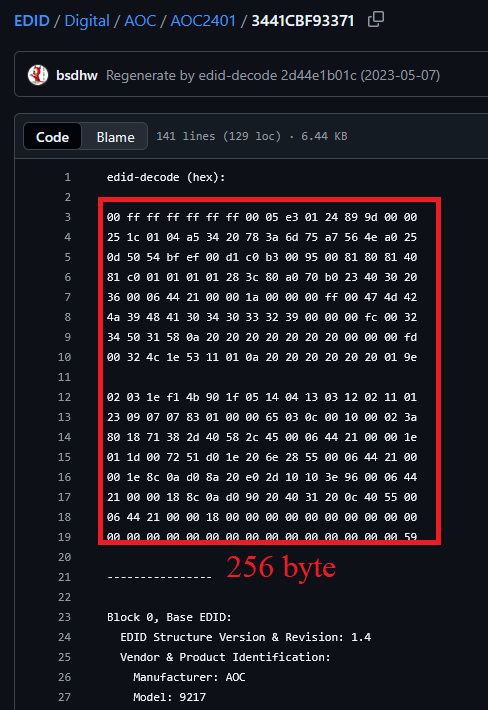 EDID / Digital / AOC / AOC2401 / 3441CBF93371
bsdhw Regenerate by edid-decode 2d44e1b01c (2023-05-07)
Code Blame 141 lines (129 loc) · 6.44 KB
1 edid-decode (hex):
2
3 00 ff ff ff ff ff ff 00 05 e3 01 24 89 9d 00 00
4 25 1c 01 04 a5 34 20 78 3a 6d 75 a7 56 4e a0 25
5 0d 50 54 bf ef 00 d1 c0 b3 00 95 00 81 80 81 40
6 81 c0 01 01 01 01 28 3c 80 a0 70 b0 23 40 30 20
7 36 00 06 44 21 00 00 1a 00 00 00 ff 00 47 4d 42
8 4a 39 48 41 30 34 30 33 32 39 00 00 00 fc 00 32
9 34 50 31 58 0a 20 20 20 20 20 20 20 00 00 00 fd
10 00 32 4c 1e 53 11 01 0a 20 20 20 20 20 20 01 9e
11
12 02 03 1e f1 4b 90 1f 05 14 04 13 03 12 02 11 01
13 23 09 07 07 83 01 00 00 65 03 0c 00 10 00 02 3a
14 80 18 71 38 2d 40 58 2c 45 00 06 44 21 00 00 1e
15 01 1d 00 72 51 d0 1e 20 6e 28 55 00 06 44 21 00
16 00 1e 8c 0a d0 8a 20 e0 2d 10 10 3e 96 00 06 44
17 21 00 00 18 8c 0a d0 90 20 40 31 20 0c 40 55 00
18 06 44 21 00 00 18 00 00 00 00 00 00 00 00 00 00
19 00 00 00 00 00 00 00 00 00 00 00 00 00 00 00 59
20
256 byte
21 ----------------
22
23 Block 0, Base EDID:
24 EDID Structure Version & Revision: 1.4
25 Vendor & Product Identification:
26 Manufacturer: AOC
27 Model: 9217